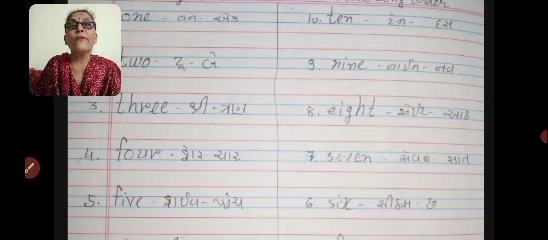 one - વન - એક
two - ટૂ - બે
3. three - થ્રી - ત્રણ
4. four - ફોર - ચાર
5. five - ફાઈવ - પાંચ
10. ten - ટેન - દસ
9. nine - નાઈન - નવ
8. eight - એઈટ - આઠ
7. seven - સેવન - સાત
6. six - સીક્સ - છ